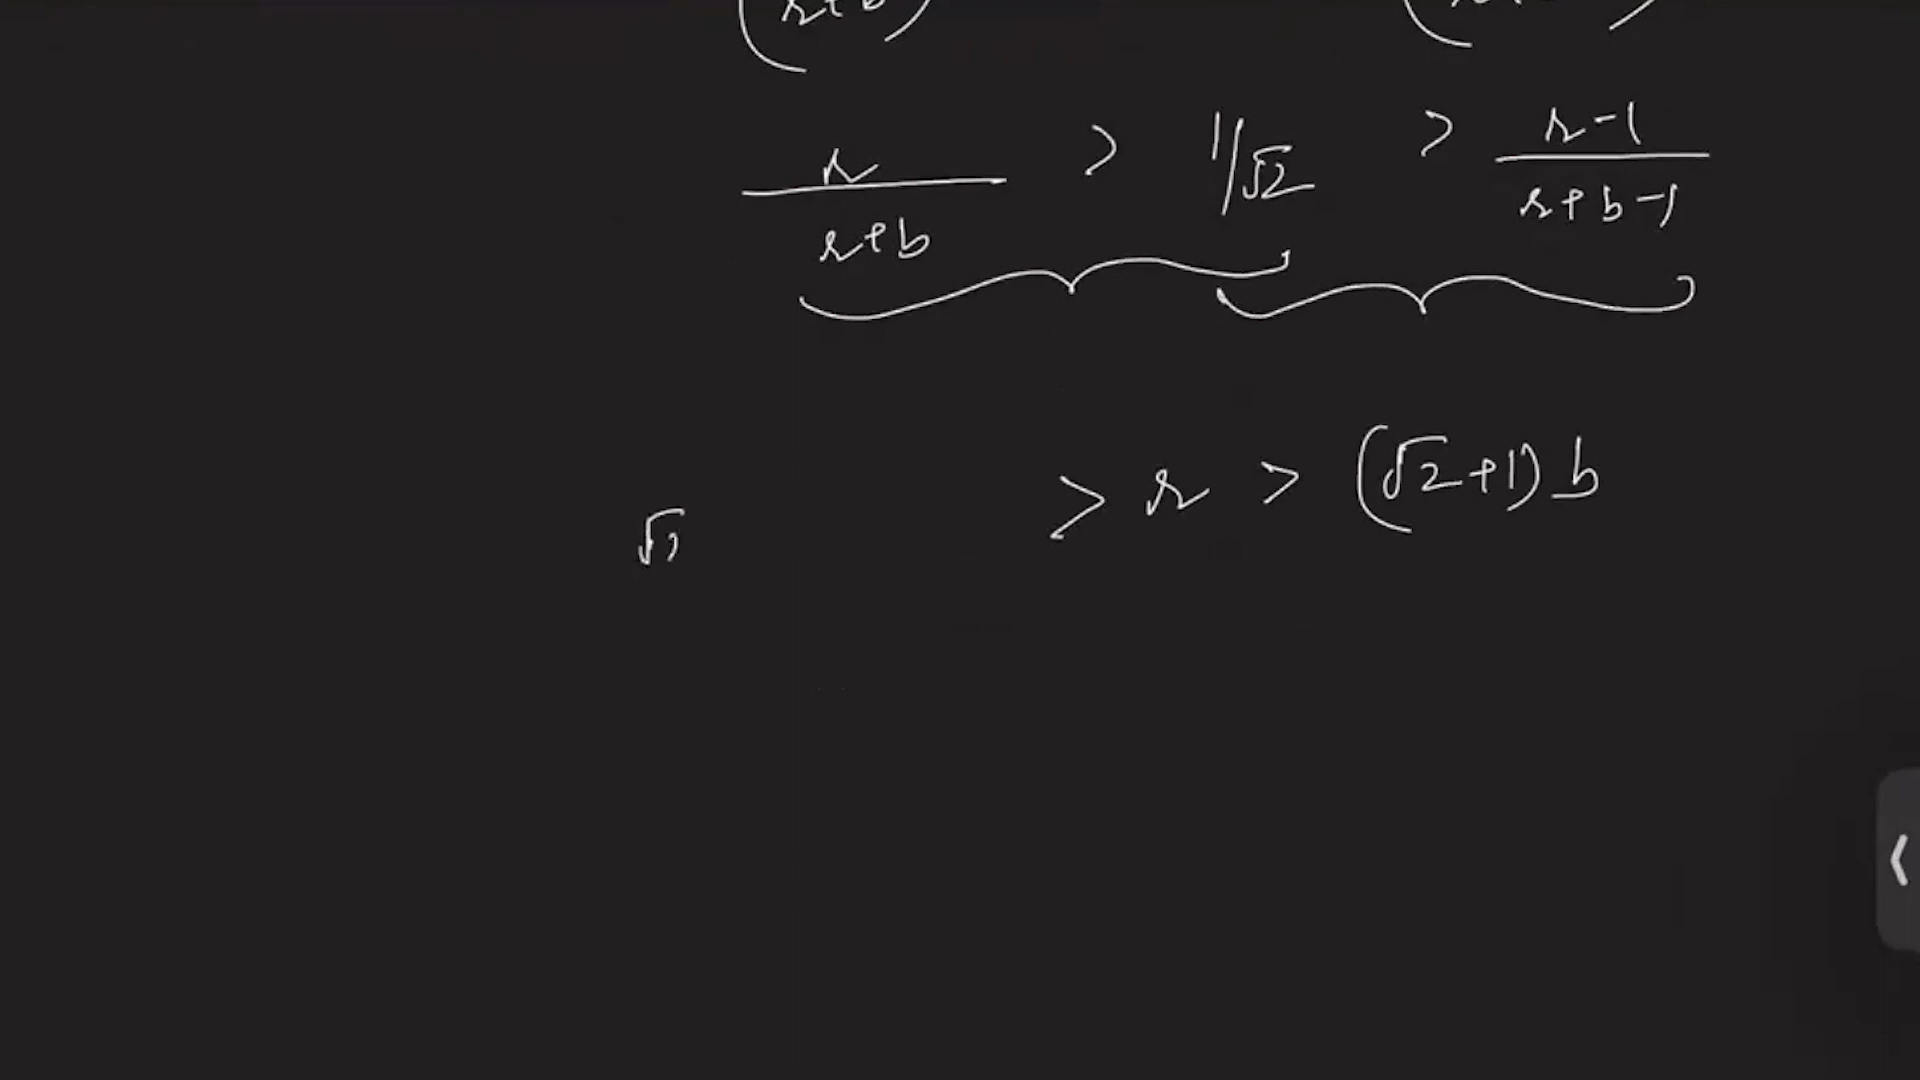 (r+b)
r/(r+b) > 1/√2 > (r-1)/(r+b-1)
> r > (√2+1) b
√